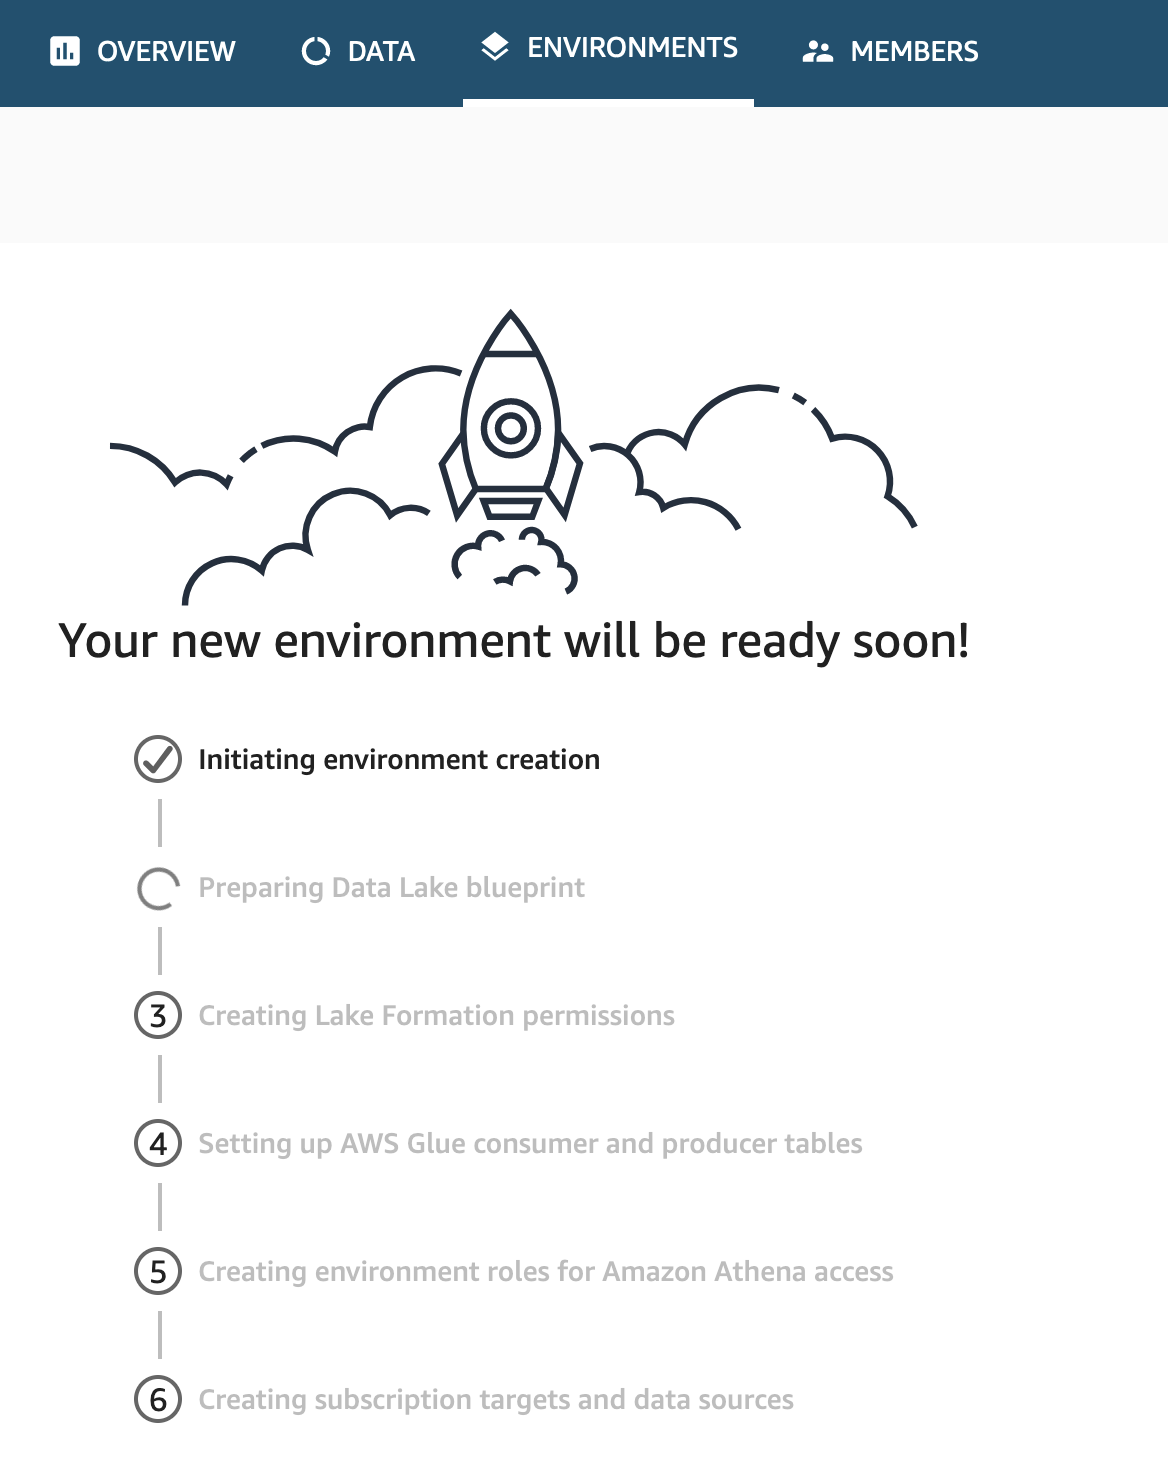 OVERVIEW DATA ENVIRONMENTS MEMBERS
Your new environment will be ready soon!
Initiating environment creation
Preparing Data Lake blueprint
3 Creating Lake Formation permissions
4 Setting up AWS Glue consumer and producer tables
5 Creating environment roles for Amazon Athena access
6 Creating subscription targets and data sources